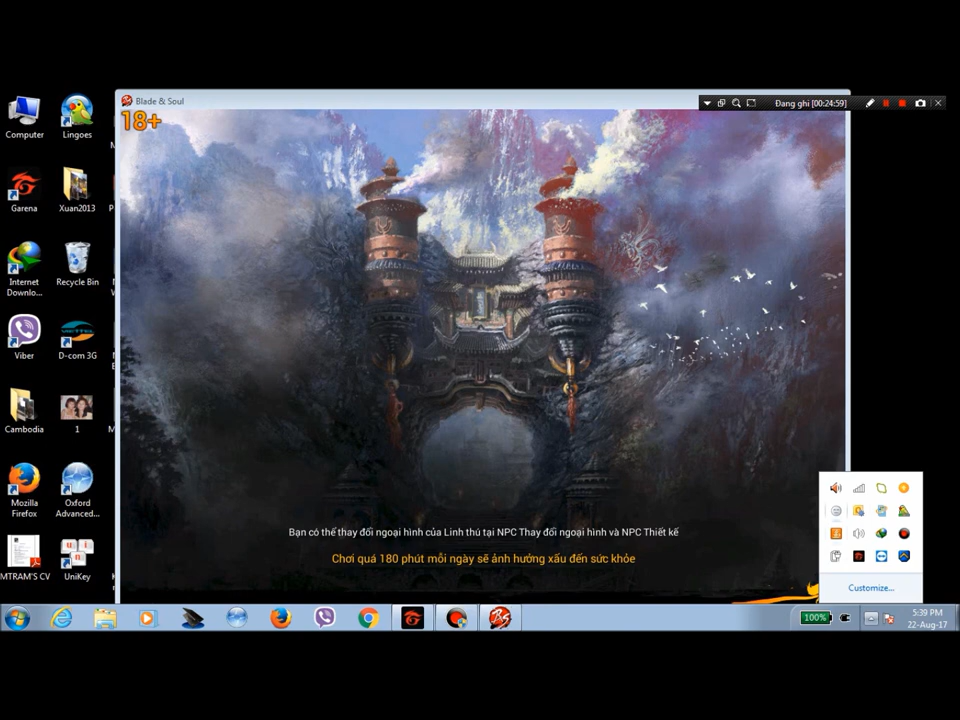 Blade & Soul
Đang ghi [00:24:59]
18+
Computer
Lingoes
Garena
Xuan2013
Internet
Downlo...
Recycle Bin
Viber
D-com 3G
Cambodia
1
Mozilla
Firefox
Oxford
Advanced...
MTRAM'S CV
UniKey
Bạn có thể thay đổi ngoại hình của Linh thú tại NPC Thay đổi ngoại hình và NPC Thiết kế
Chơi quá 180 phút mỗi ngày sẽ ảnh hưởng xấu đến sức khỏe
Customize...
100%
5:39 PM
22-Aug-17